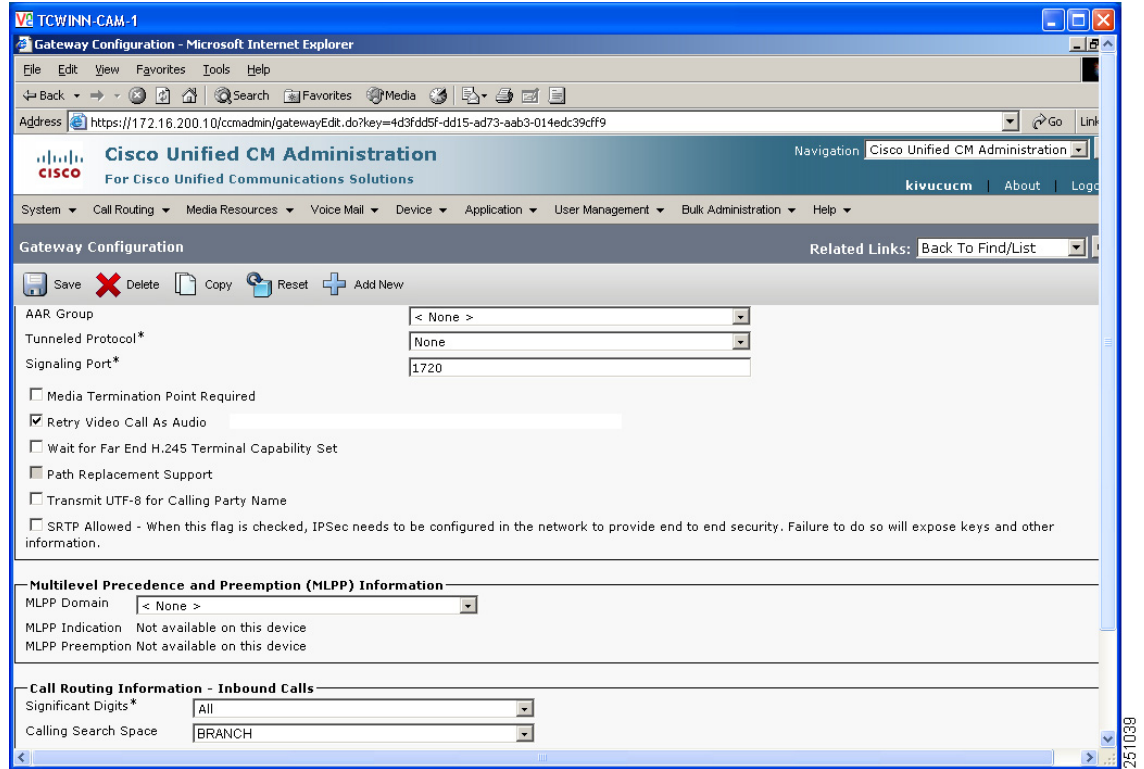 TCWINN-CAM-1
Gateway Configuration - Microsoft Internet Explorer
File Edit View Favorites Tools Help
Back Search Favorites Media
Address https://172.16.200.10/ccmadmin/gatewayEdit.do?key=4d3fdd5f-dd15-ad73-aab3-014edc39cff9 Go Link
CISCO Cisco Unified CM Administration Navigation Cisco Unified CM Administration
For Cisco Unified Communications Solutions
kivucucm | About | Logo
System Call Routing Media Resources Voice Mail Device Application User Management Bulk Administration Help
Gateway Configuration Related Links: Back To Find/List
Save Delete Copy Reset Add New
AAR Group < None >
Tunneled Protocol* None
Signaling Port* 1720
Media Termination Point Required
Retry Video Call As Audio
Wait for Far End H.245 Terminal Capability Set
Path Replacement Support
Transmit UTF-8 for Calling Party Name
SRTP Allowed - When this flag is checked, IPSec needs to be configured in the network to provide end to end security. Failure to do so will expose keys and other
information.
Multilevel Precedence and Preemption (MLPP) Information
MLPP Domain < None >
MLPP Indication Not available on this device
MLPP Preemption Not available on this device
Call Routing Information - Inbound Calls
Significant Digits* All
Calling Search Space BRANCH
251039